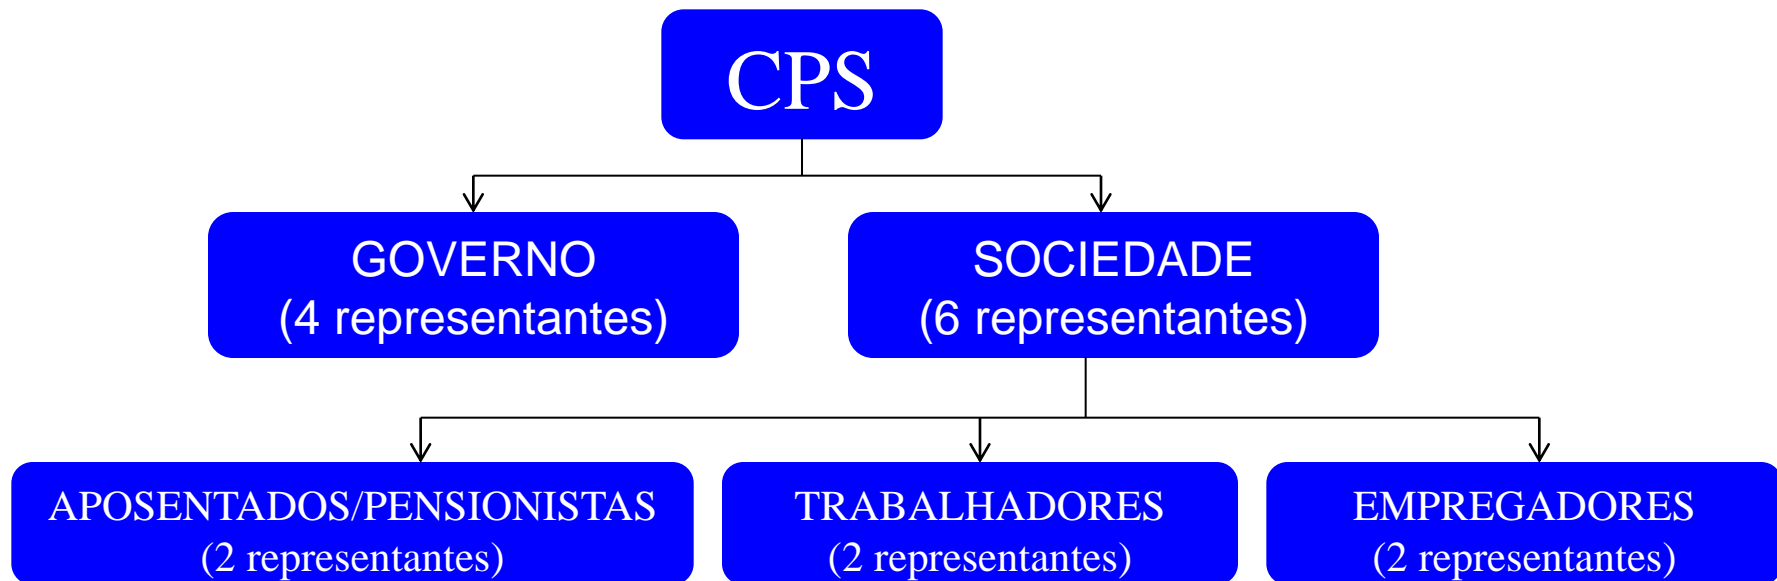 CPS
GOVERNO
(4 representantes)
SOCIEDADE
(6 representantes)
APOSENTADOS/PENSIONISTAS
(2 representantes)
TRABALHADORES
(2 representantes)
EMPREGADORES
(2 representantes)